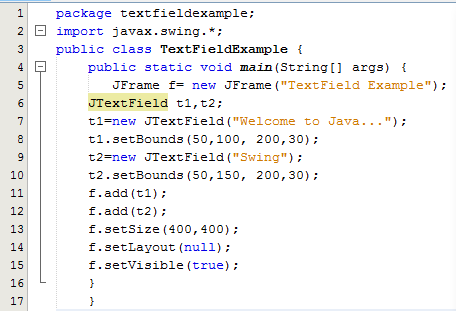 1 package textfieldexample;
2 import javax.swing.*;
3 public class TextFieldExample {
4 public static void main(String[] args) {
5 JFrame f= new JFrame("TextField Example");
6 JTextField t1,t2;
7 t1=new JTextField("Welcome to Java...");
8 t1.setBounds(50,100, 200,30);
9 t2=new JTextField("Swing");
10 t2.setBounds(50,150, 200,30);
11 f.add(t1);
12 f.add(t2);
13 f.setSize(400,400);
14 f.setLayout(null);
15 f.setVisible(true);
16 }
17 }